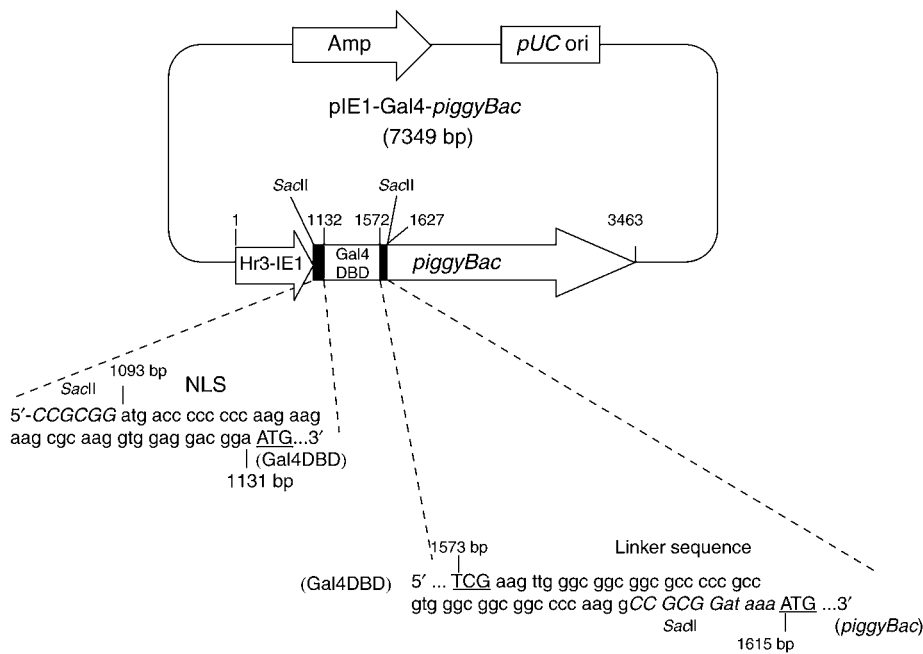 Amp
pUC ori
pIE1-Gal4-piggyBac
(7349 bp)
SacII
SacII
1
1132
1572
1627
3463
Hr3-IE1
Gal4
DBD
piggyBac
1093 bp
SacII
NLS
5′-CCGCGG atg acc ccc ccc aag aag
aag cgc aag gtg gag gac gga ATG...3′
(Gal4DBD)
1131 bp
1573 bp
Linker sequence
(Gal4DBD)
5′ ... TCG aag ttg ggc ggc ggc gcc ccc gcc
gtg ggc ggc ggc ccc aag gCC GCG Gat aaa ATG ...3′
SacII
(piggyBac)
1615 bp